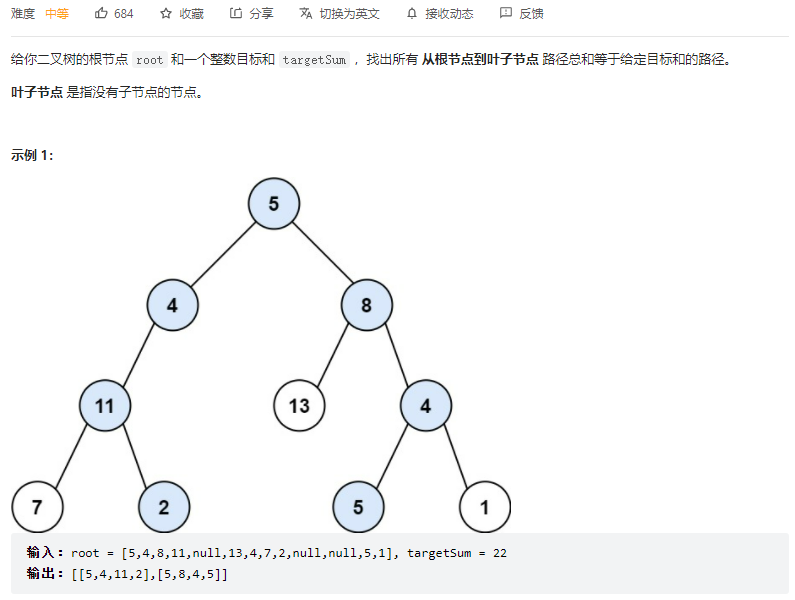 难度 中等 684 收藏 分享 切换为英文 接收动态 反馈
给你二叉树的根节点 root 和一个整数目标和 targetSum ，找出所有 从根节点到叶子节点 路径总和等于给定目标和的路径。
叶子节点 是指没有子节点的节点。
示例 1：
5
4 8
11 13 4
7 2 5 1
输入：root = [5,4,8,11,null,13,4,7,2,null,null,5,1], targetSum = 22
输出：[[5,4,11,2],[5,8,4,5]]